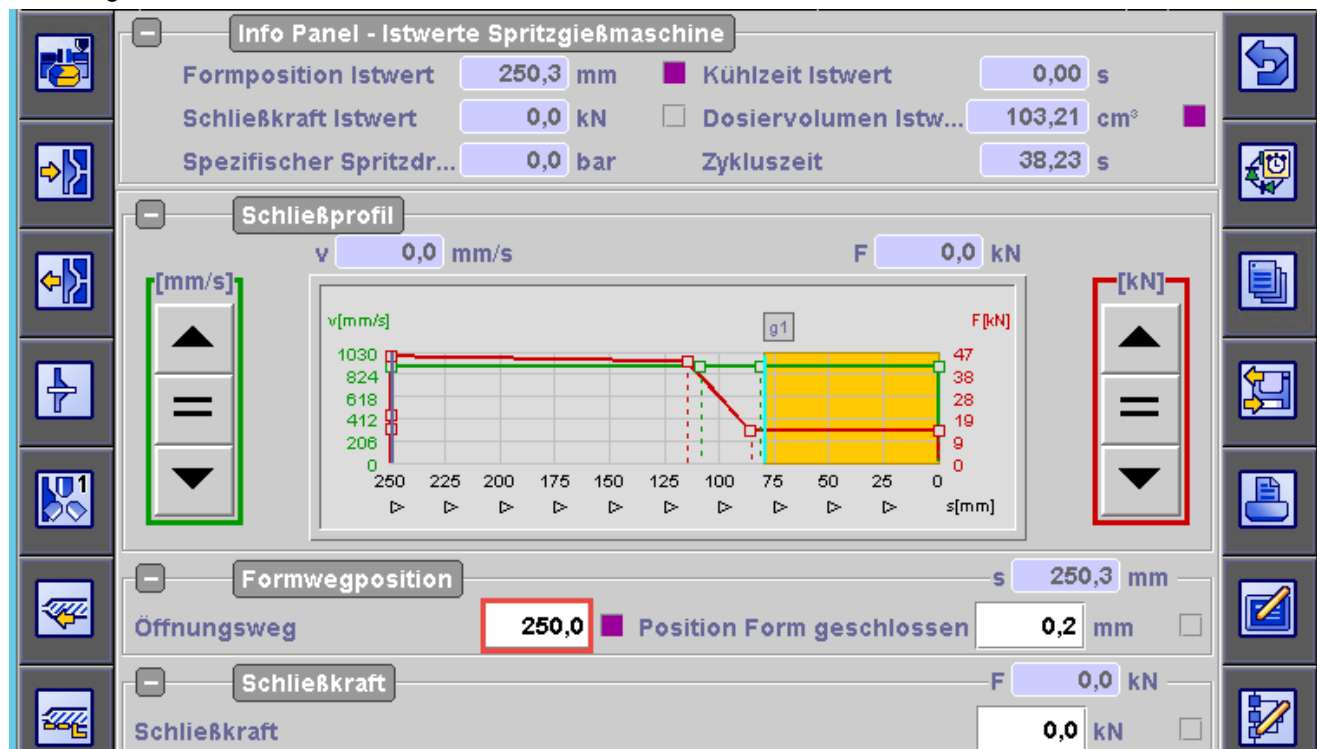 Info Panel - Istwerte Spritzgießmaschine
Formposition Istwert 250,3 mm Kühlzeit Istwert 0,00 s
Schließkraft Istwert 0,0 kN Dosiervolumen Istw... 103,21 cm³
Spezifischer Spritzdr... 0,0 bar Zykluszeit 38,23 s
Schließprofil
v 0,0 mm/s F 0,0 kN
[mm/s] [kN]
v[mm/s] g1 F[kN]
1030 47
824 38
618 28
412 19
206 9
0 0
250 225 200 175 150 125 100 75 50 25 0
s[mm]
Formwegposition s 250,3 mm
Öffnungsweg 250,0 Position Form geschlossen 0,2 mm
Schließkraft F 0,0 kN
Schließkraft 0,0 kN
1